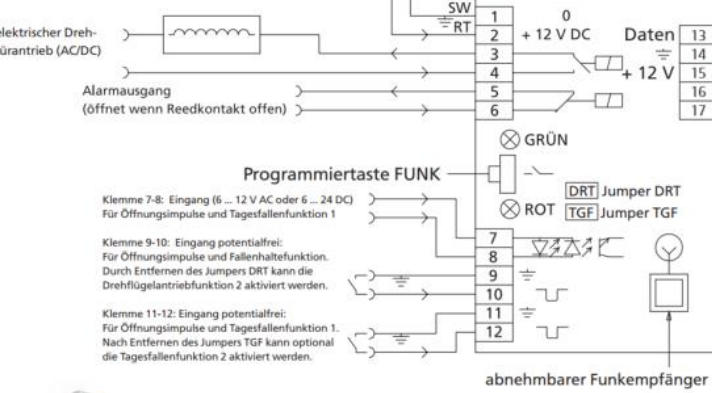 SW
RT
1
2
3
4
5
6
0
+ 12 V DC
Daten
+ 12 V
13
14
15
16
17
elektrischer Dreh-
türantrieb (AC/DC)
Alarmausgang
(öffnet wenn Reedkontakt offen)
GRÜN
Programmiertaste FUNK
DRT Jumper DRT
ROT
TGF Jumper TGF
Klemme 7-8: Eingang (6 ... 12 V AC oder 6 ... 24 DC)
Für Öffnungsimpulse und Tagesfallenfunktion 1
Klemme 9-10: Eingang potentialfrei:
Für Öffnungsimpulse und Fallenhaltefunktion.
Durch Entfernen des Jumpers DRT kann die
Drehflügelantriebfunktion 2 aktiviert werden.
Klemme 11-12: Eingang potentialfrei:
Für Öffnungsimpulse und Tagesfallenfunktion 1.
Nach Entfernen des Jumpers TGF kann optional
die Tagesfallenfunktion 2 aktiviert werden.
7
8
9
10
11
12
abnehmbarer Funkempfänger